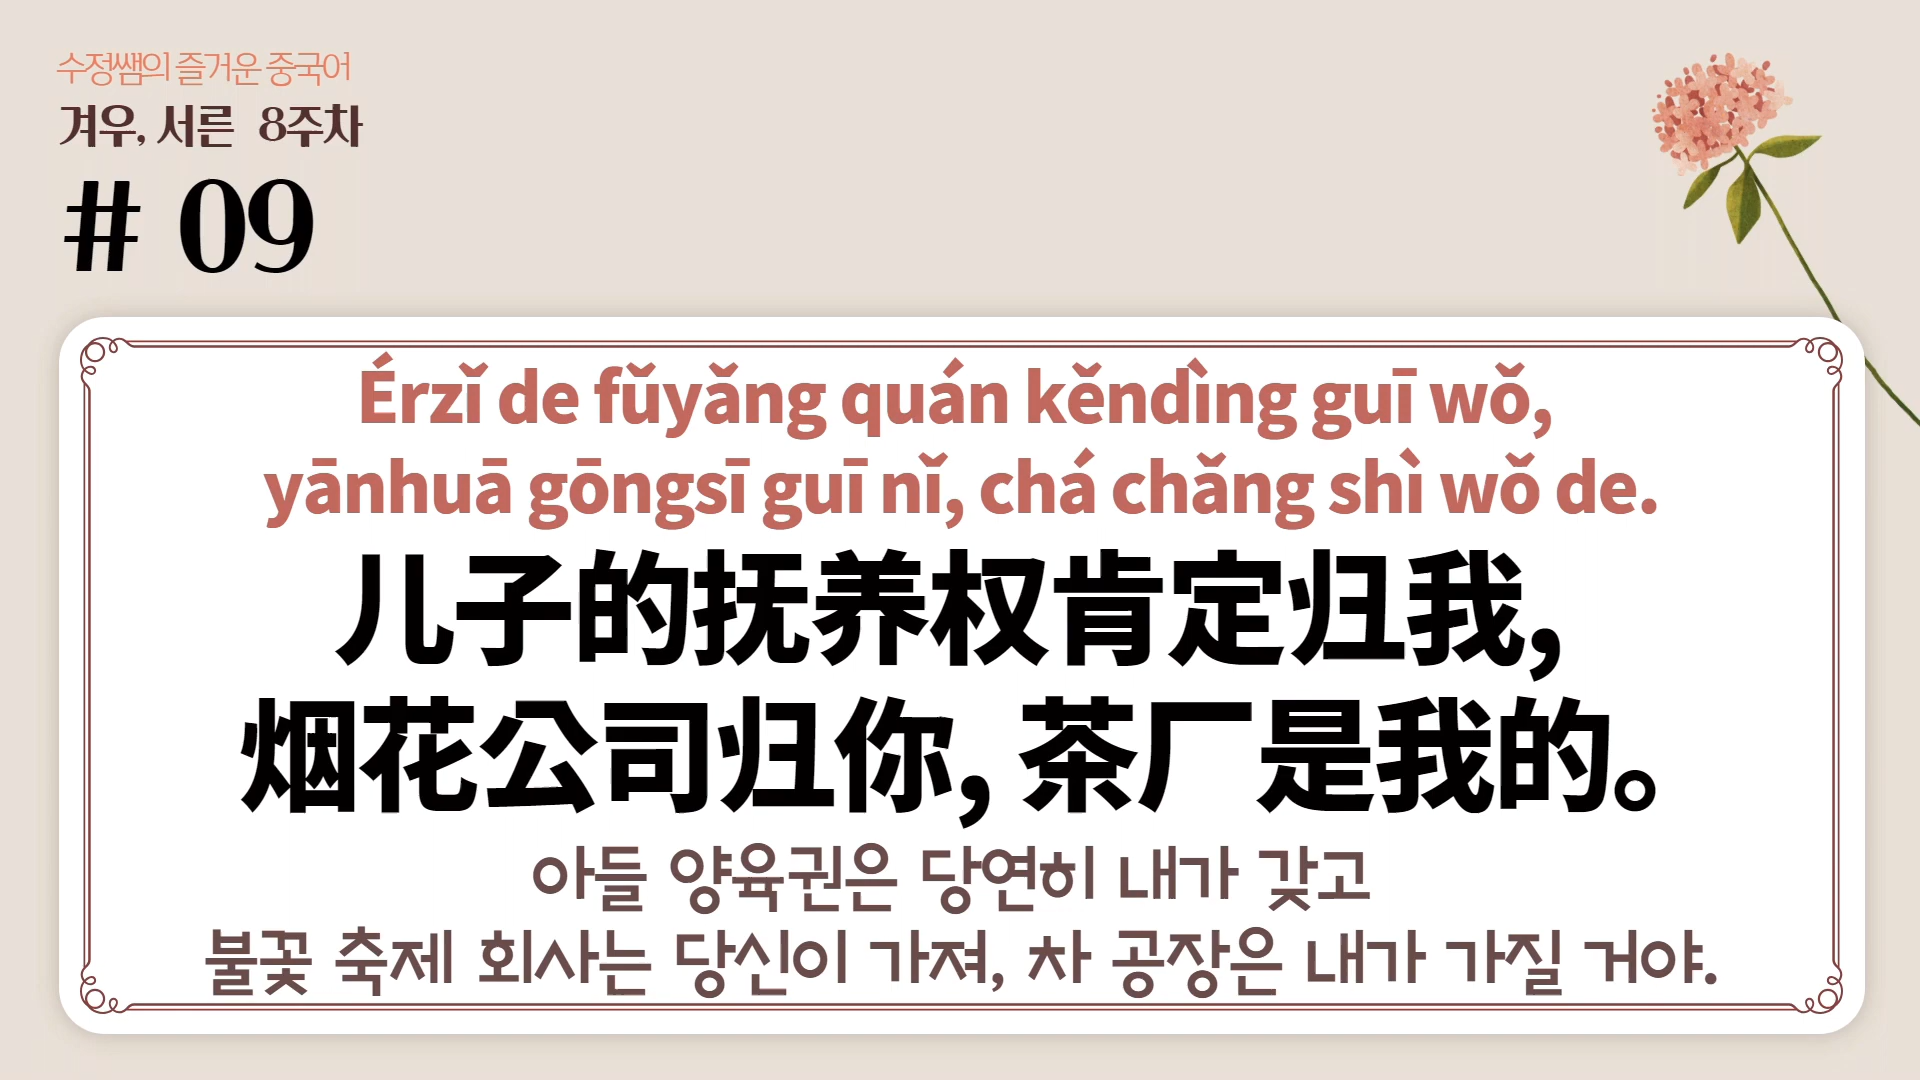 수정쌤의 즐거운 중국어
겨우, 서른 8주차
# 09
Érzǐ de fǔyǎng quán kěndìng guī wǒ,
yānhuā gōngsī guī nǐ, chá chǎng shì wǒ de.
儿子的抚养权肯定归我,
烟花公司归你, 茶厂是我的。
아들 양육권은 당연히 내가 갖고
불꽃 축제 회사는 당신이 가져, 차 공장은 내가 가질 거야.